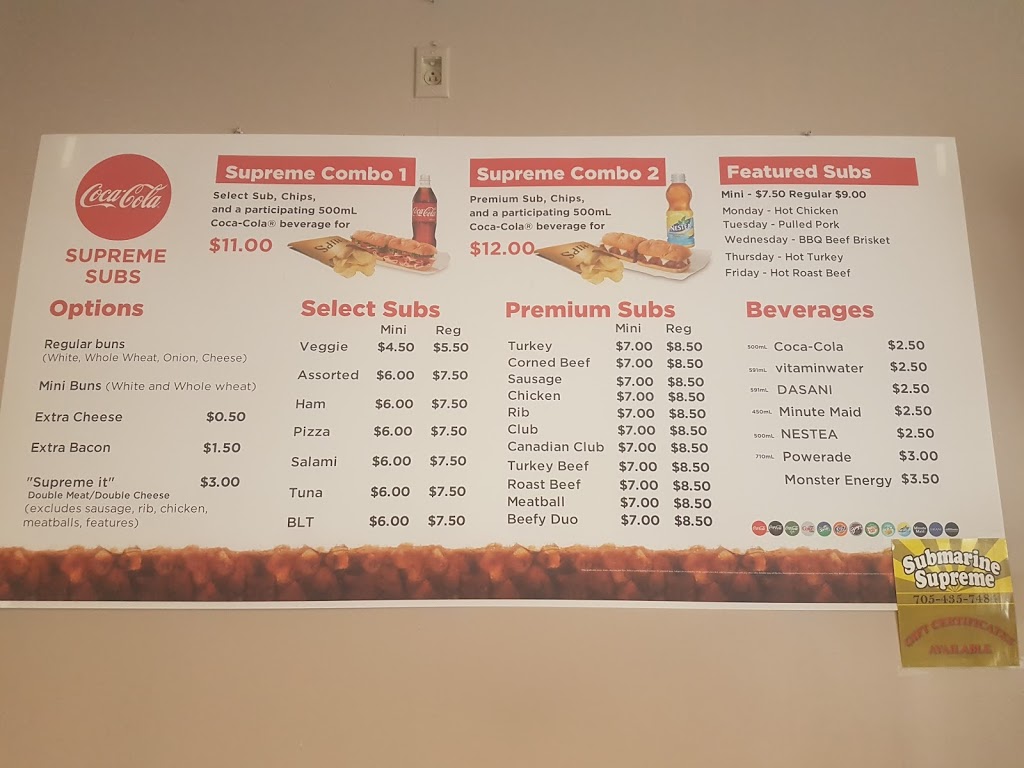 Coca-Cola
SUPREME
SUBS
Supreme Combo 1
Select Sub, Chips,
and a participating 500mL
Coca-Cola® beverage for
$11.00
Supreme Combo 2
Premium Sub, Chips,
and a participating 500mL
Coca-Cola® beverage for
$12.00
Featured Subs
Mini - $7.50 Regular $9.00
Monday - Hot Chicken
Tuesday - Pulled Pork
Wednesday - BBQ Beef Brisket
Thursday - Hot Turkey
Friday - Hot Roast Beef
Options
Regular buns
(White, Whole Wheat, Onion, Cheese)
Mini Buns (White and Whole wheat)
Extra Cheese $0.50
Extra Bacon $1.50
"Supreme it" $3.00
Double Meat/Double Cheese
(excludes sausage, rib, chicken,
meatballs, features)
Select Subs
Mini Reg
Veggie $4.50 $5.50
Assorted $6.00 $7.50
Ham $6.00 $7.50
Pizza $6.00 $7.50
Salami $6.00 $7.50
Tuna $6.00 $7.50
BLT $6.00 $7.50
Premium Subs
Mini Reg
Turkey $7.00 $8.50
Corned Beef $7.00 $8.50
Sausage $7.00 $8.50
Chicken $7.00 $8.50
Rib $7.00 $8.50
Club $7.00 $8.50
Canadian Club $7.00 $8.50
Turkey Beef $7.00 $8.50
Roast Beef $7.00 $8.50
Meatball $7.00 $8.50
Beefy Duo $7.00 $8.50
Beverages
500mL Coca-Cola $2.50
591mL vitaminwater $2.50
591mL DASANI $2.50
450mL Minute Maid $2.50
500mL NESTEA $2.50
710mL Powerade $3.00
Monster Energy $3.50
Submarine
Supreme
GIFT CERTIFICATES
AVAILABLE